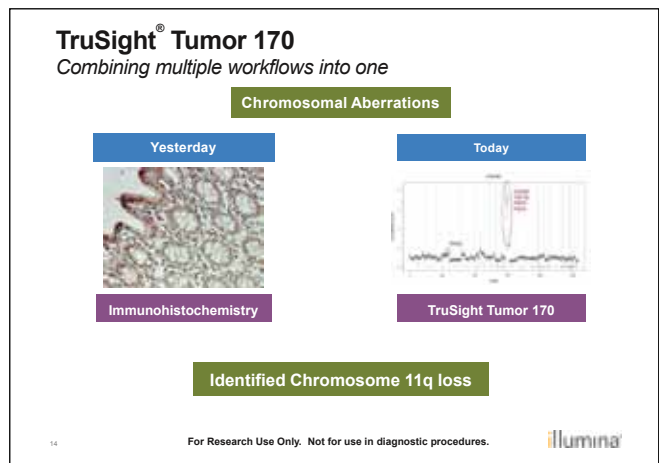 TruSight® Tumor 170
Combining multiple workflows into one
Chromosomal Aberrations
Yesterday
Today
Immunohistochemistry
TruSight Tumor 170
Identified Chromosome 11q loss
14
For Research Use Only. Not for use in diagnostic procedures.
illumina®